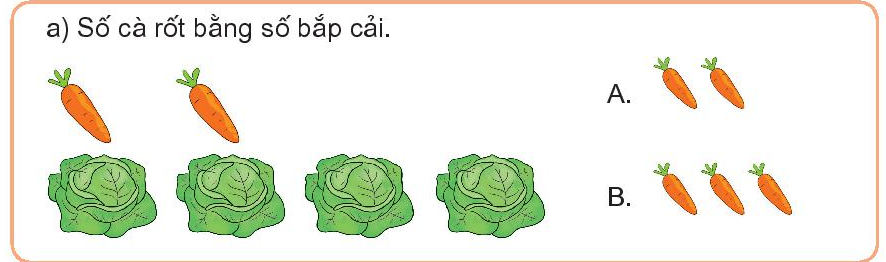 a) Số cà rốt bằng số bắp cải.
A.
B.